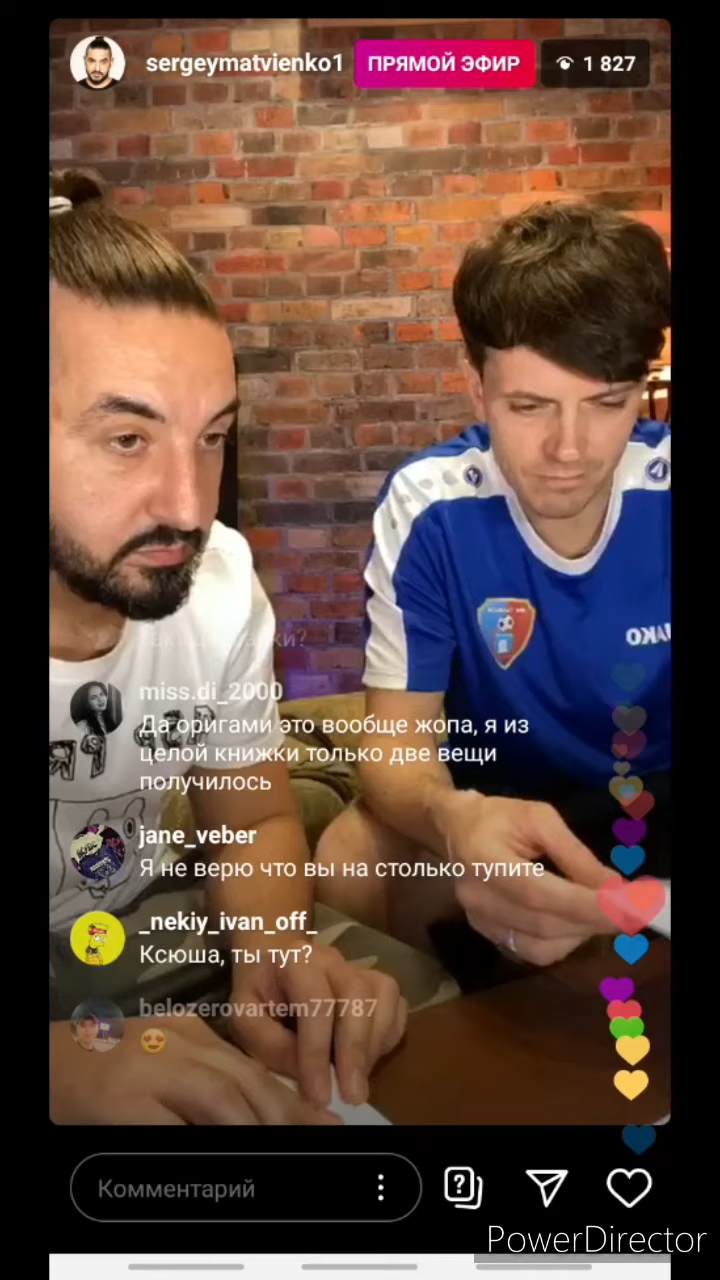 sergeymatvienko1 ПРЯМОЙ ЭФИР 1 827
miss.di_2000
Да оригами это вообще жопа, я из
целой книжки только две вещи
получилось
jane_veber
Я не верю что вы на столько тупите
_nekiy_ivan_off_
Ксюша, ты тут?
belozerovartem77787
Комментарий
PowerDirector